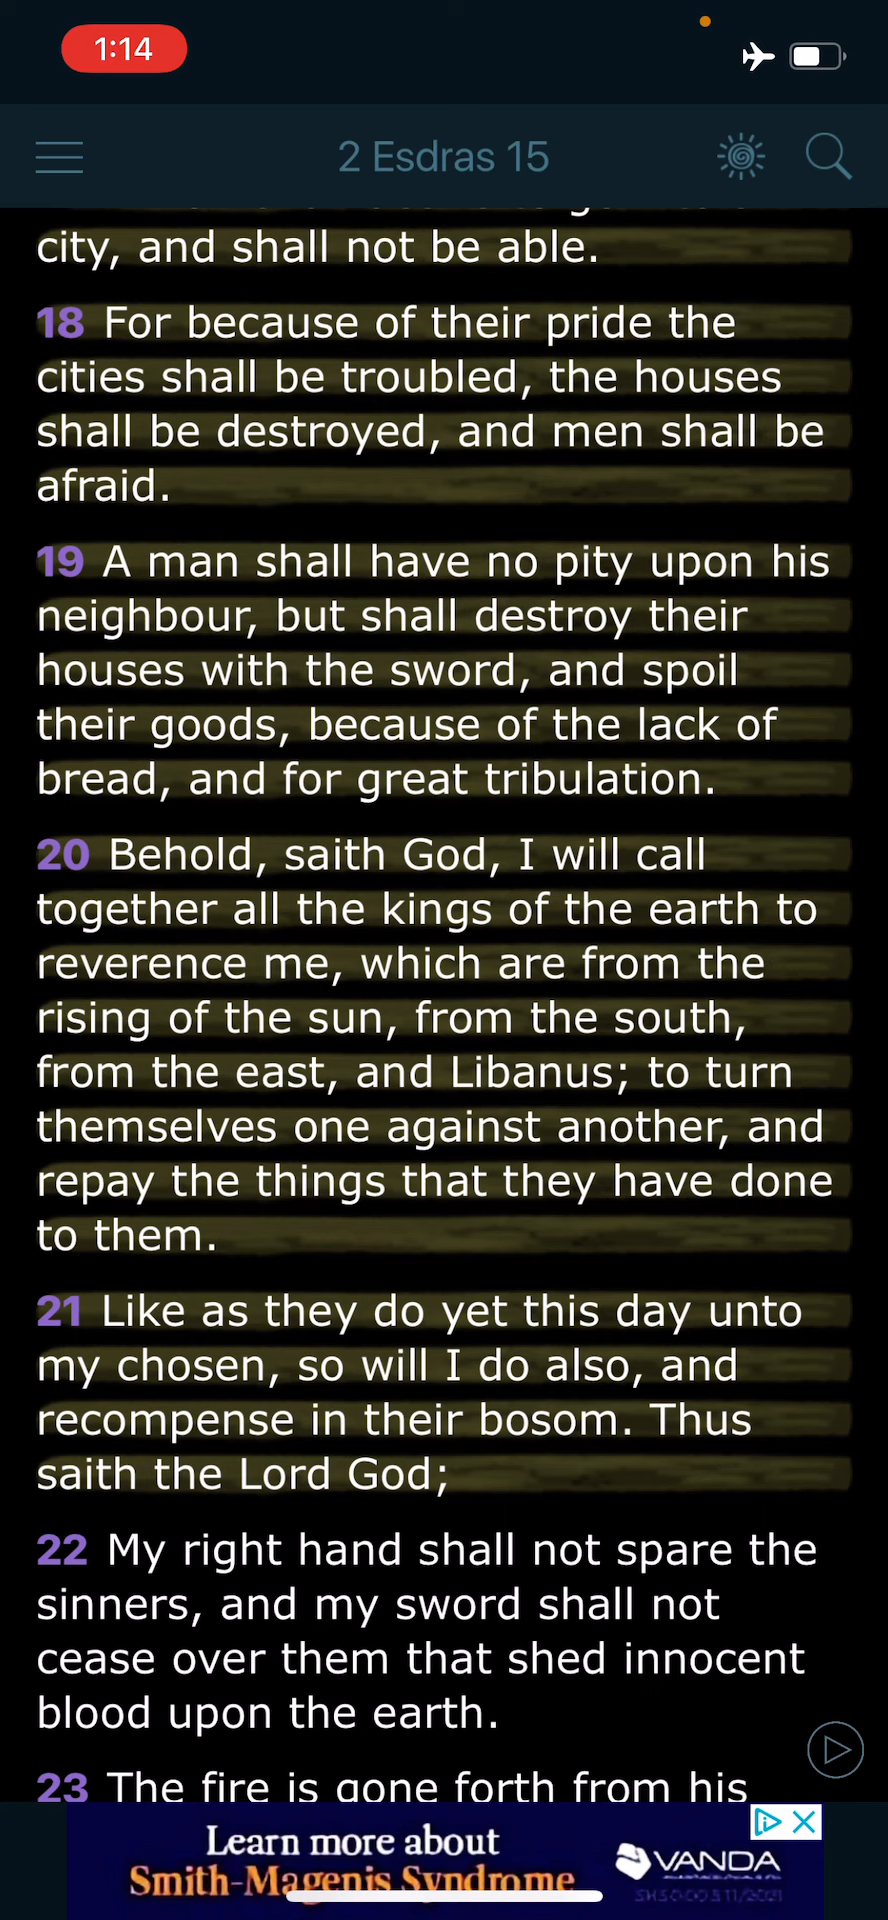 1:14
2 Esdras 15
city, and shall not be able.
18 For because of their pride the
cities shall be troubled, the houses
shall be destroyed, and men shall be
afraid.
19 A man shall have no pity upon his
neighbour, but shall destroy their
houses with the sword, and spoil
their goods, because of the lack of
bread, and for great tribulation.
20 Behold, saith God, I will call
together all the kings of the earth to
reverence me, which are from the
rising of the sun, from the south,
from the east, and Libanus; to turn
themselves one against another, and
repay the things that they have done
to them.
21 Like as they do yet this day unto
my chosen, so will I do also, and
recompense in their bosom. Thus
saith the Lord God;
22 My right hand shall not spare the
sinners, and my sword shall not
cease over them that shed innocent
blood upon the earth.
23 The fire is gone forth from his
Learn more about
Smith-Magenis Syndrome
VANDA